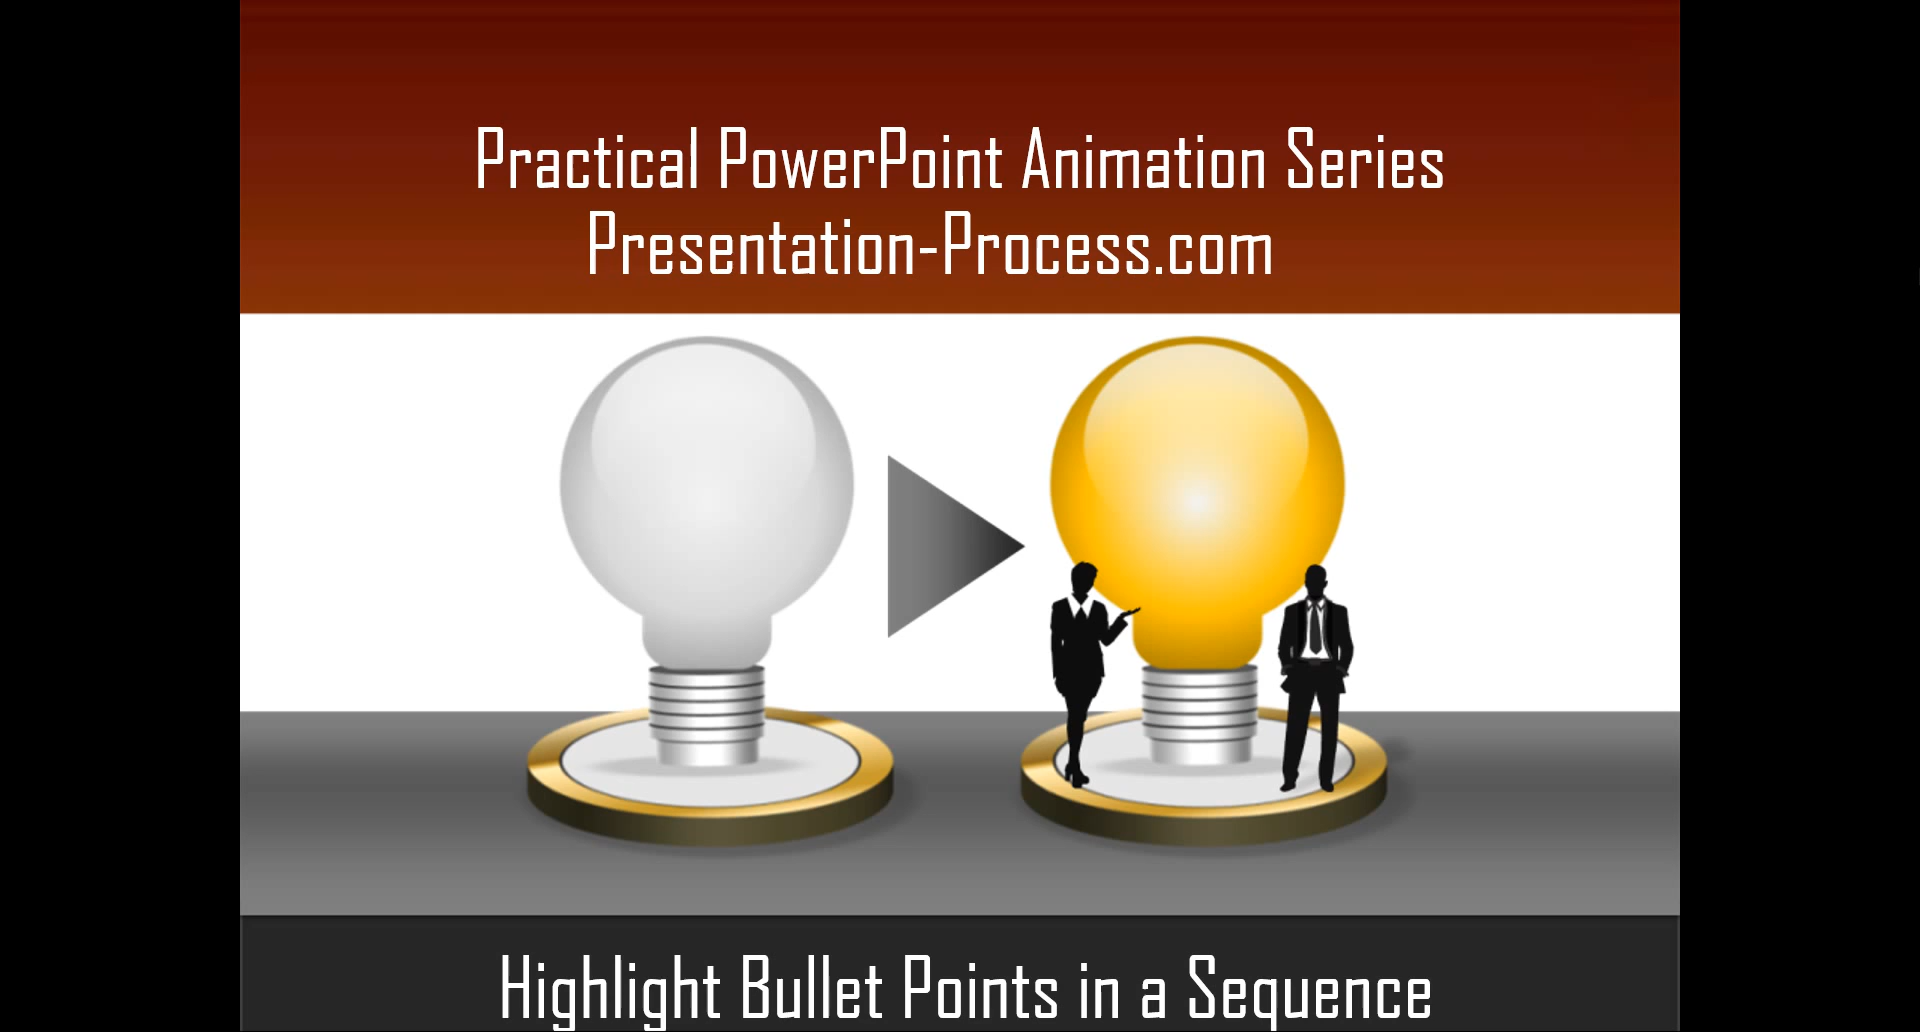 Practical PowerPoint Animation Series
Presentation-Process.com
Highlight Bullet Points in a Sequence